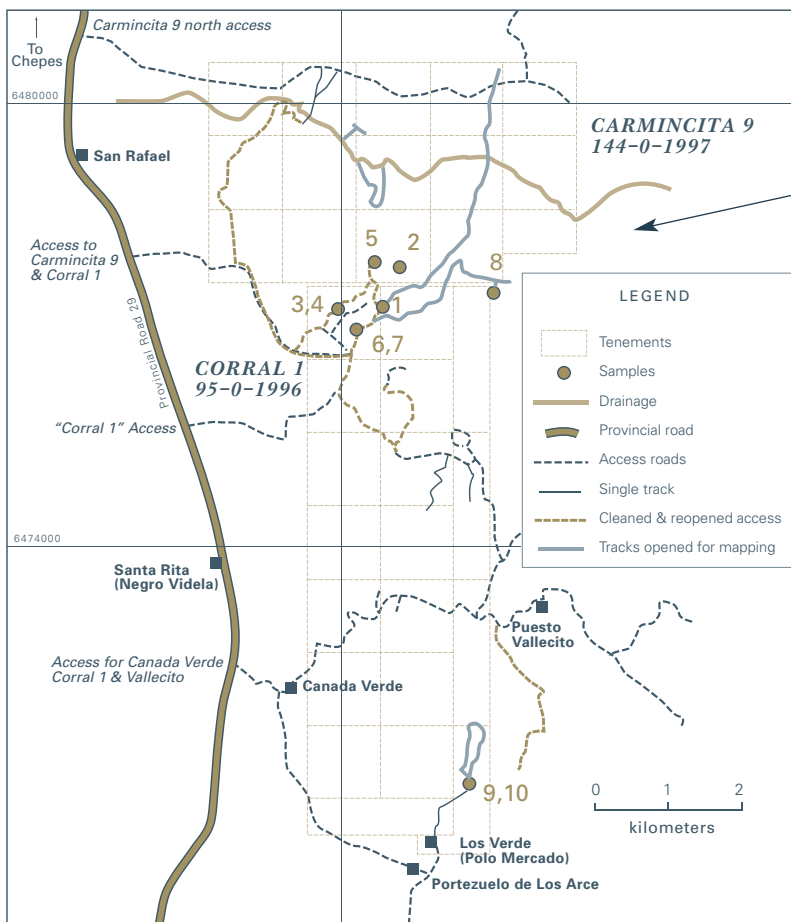 Carmincita 9 north access
To
Chepes
6480000
CARMINCITA 9
144-0-1997
San Rafael
Access to
Carmincita 9
& Corral 1
5
2
8
3,4
1
6,7
Provincial Road 29
CORRAL 1
95-0-1996
"Corral 1" Access
LEGEND
Tenements
Samples
Drainage
Provincial road
Access roads
Single track
Cleaned & reopened access
Tracks opened for mapping
6474000
Santa Rita
(Negro Videla)
Puesto
Vallecito
Access for Canada Verde
Corral 1 & Vallecito
Canada Verde
9,10
0 1 2
kilometers
Los Verde
(Polo Mercado)
Portezuelo de Los Arce